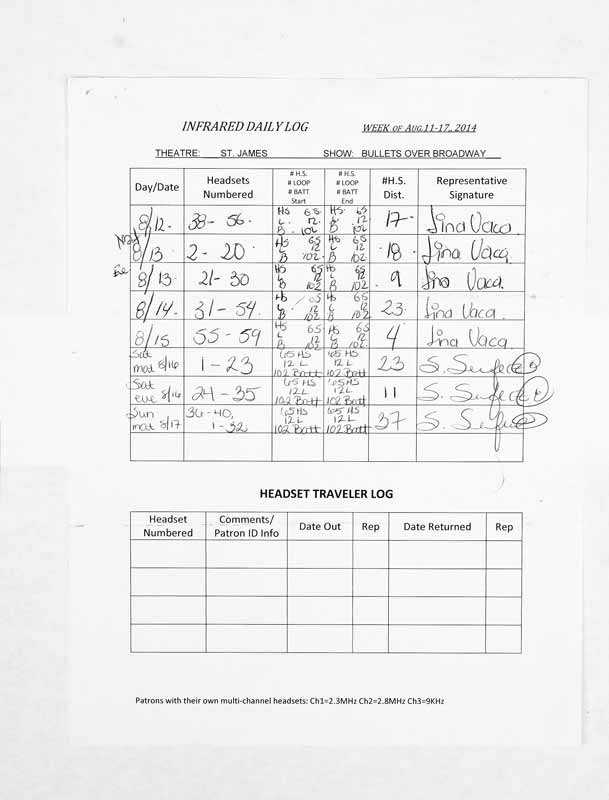 INFRARED DAILY LOG WEEK OF AUG.11-17, 2014
THEATRE: ST. JAMES SHOW: BULLETS OVER BROADWAY
Day/Date Headsets Numbered # H.S. # LOOP # BATT Start # H.S. # LOOP # BATT End #H.S. Dist. Representative Signature
8/12. 38 - 56. HS 65. L. 12. B. 102 HS. 65 L 12. B 102 17 Lina Vaca.
Mat 8/13 2 - 20. HS 65 L 12 B 102. HS 65 L 12 B 102. 18 Lina Vaca.
Eve 8/13. 21 - 30 HS 65 L 12 B 102 HS 65 L 12 B 102. 9 Lina Vaca.
8/14. 31 - 54. HS 65 L 12 B 102 HS 65 L 12 B 102 23 Lina Vaca.
8/15 55 - 59 HS 65 L 12 B 102. HS 65 L 12 B 102. 4 Lina Vaca.
Sat mat 8/16 1 - 23 65 HS 12 L 102 Batt 65 HS 12 L 102 Batt 23 S.
Sat eve 8/16 24 - 35 65 HS 12 L 102 Batt 65 HS 12 L 102 Batt 11 S.
Sun mat 8/17 36 - 40, 1 - 32 65 HS 12 L 102 Batt 65 HS 12 L 102 Batt 37 S.
HEADSET TRAVELER LOG
Headset Numbered Comments/ Patron ID Info Date Out Rep Date Returned Rep
Patrons with their own multi-channel headsets: Ch1=2.3MHz Ch2=2.8MHz Ch3=9KHz